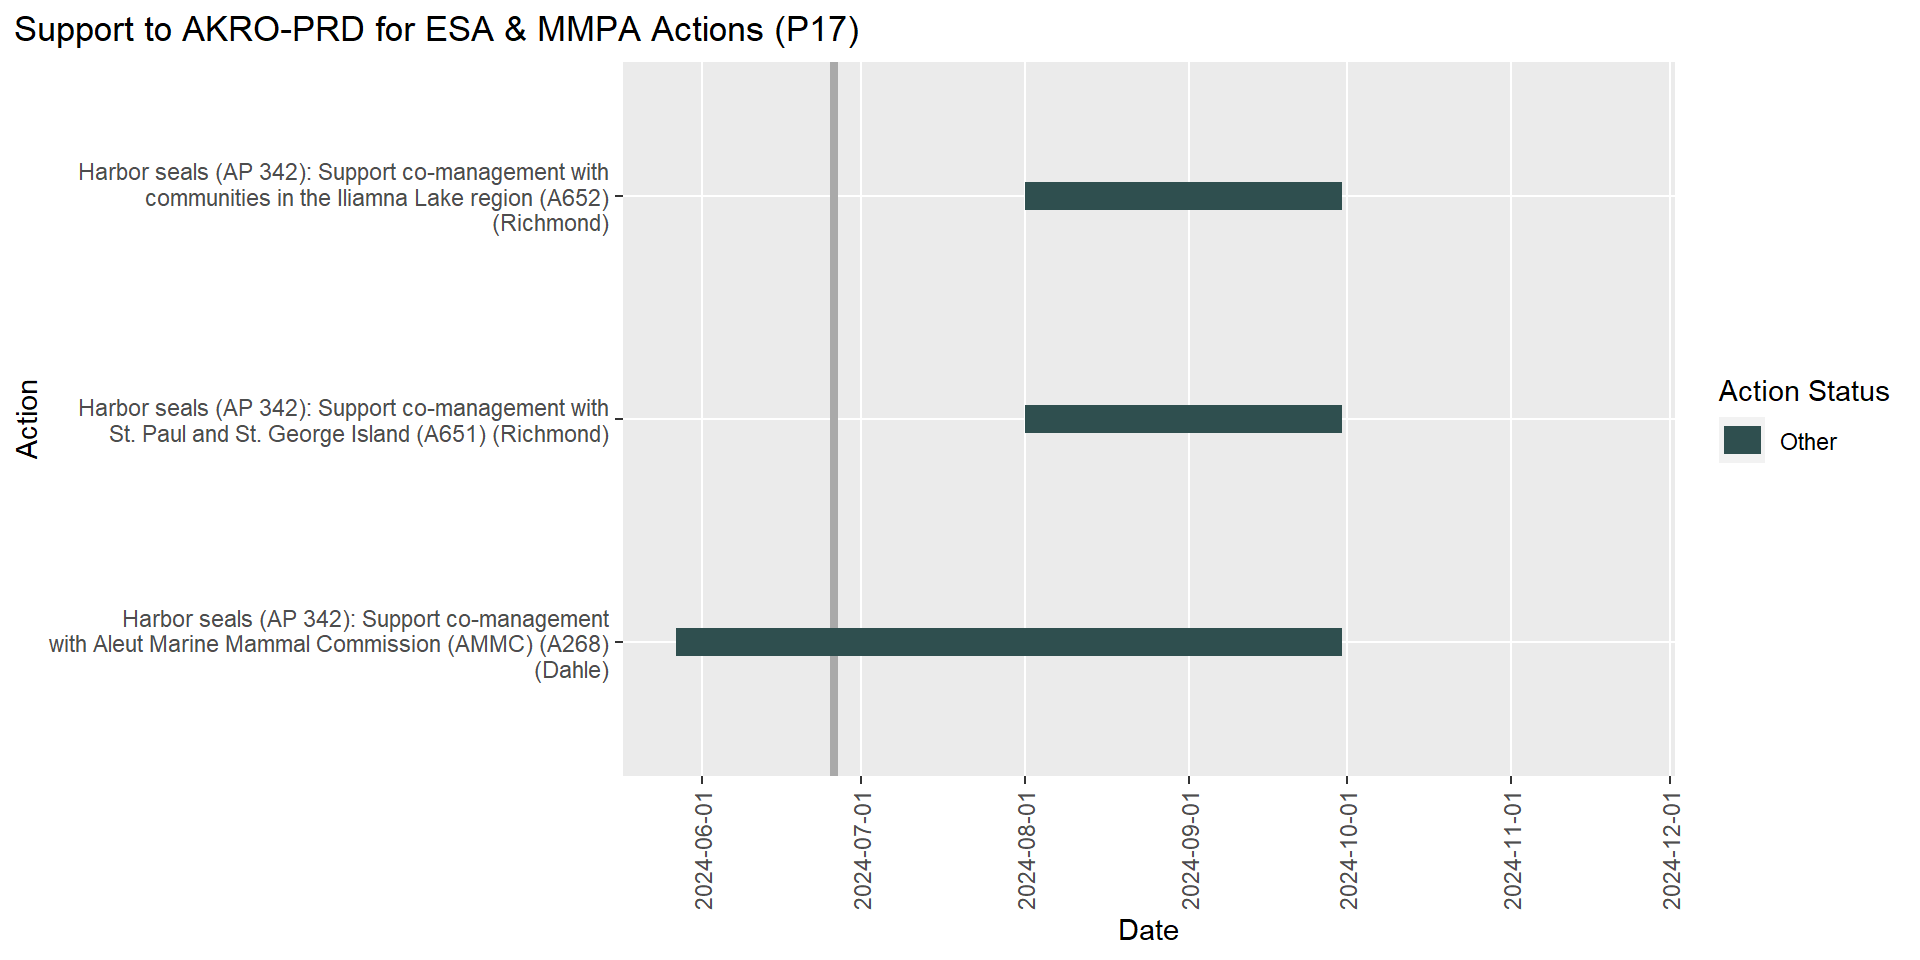 Support to AKRO-PRD for ESA & MMPA Actions (P17)
Action
Harbor seals (AP 342): Support co-management with
communities in the Iliamna Lake region (A652)
(Richmond)
Harbor seals (AP 342): Support co-management with
St. Paul and St. George Island (A651) (Richmond)
Harbor seals (AP 342): Support co-management
with Aleut Marine Mammal Commission (AMMC) (A268)
(Dahle)
2024-06-01
2024-07-01
2024-08-01
2024-09-01
2024-10-01
2024-11-01
2024-12-01
Date
Action Status
Other